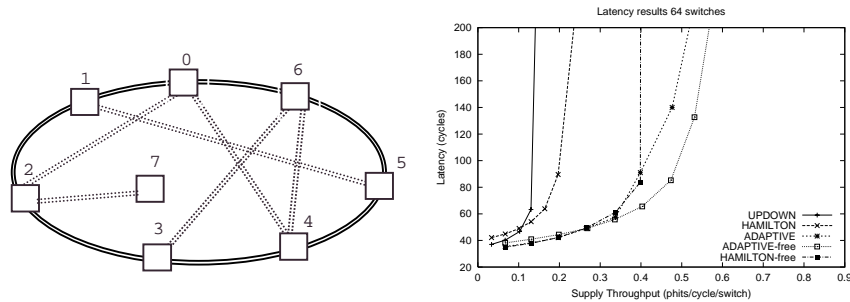 0
6
1
5
2
7
3
4
Latency results 64 switches
200
180
160
140
120
100
80
60
40
20
Latency (cycles)
UPDOWN
HAMILTON
ADAPTIVE
ADAPTIVE-free
HAMILTON-free
0 0.1 0.2 0.3 0.4 0.5 0.6 0.7 0.8 0.9
Supply Throughput (phits/cycle/switch)